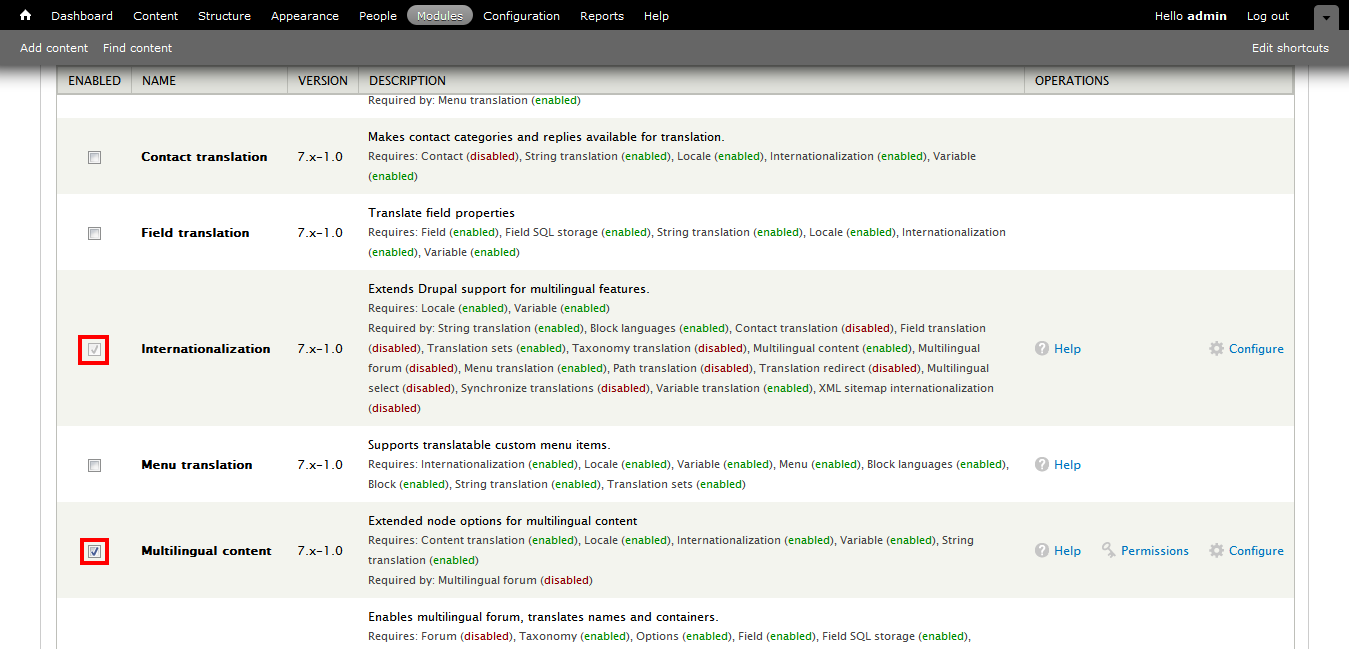 Dashboard Content Structure Appearance People Modules Configuration Reports Help Hello admin Log out
Add content Find content Edit shortcuts
ENABLED NAME VERSION DESCRIPTION OPERATIONS
Required by: Menu translation (enabled)
Makes contact categories and replies available for translation.
Contact translation 7.x-1.0 Requires: Contact (disabled), String translation (enabled), Locale (enabled), Internationalization (enabled), Variable
(enabled)
Translate field properties
Field translation 7.x-1.0 Requires: Field (enabled), Field SQL storage (enabled), String translation (enabled), Locale (enabled), Internationalization
(enabled), Variable (enabled)
Extends Drupal support for multilingual features.
Requires: Locale (enabled), Variable (enabled)
Required by: String translation (enabled), Block languages (enabled), Contact translation (disabled), Field translation
Internationalization 7.x-1.0 (disabled), Translation sets (enabled), Taxonomy translation (disabled), Multilingual content (enabled), Multilingual Help Configure
forum (disabled), Menu translation (enabled), Path translation (disabled), Translation redirect (disabled), Multilingual
select (disabled), Synchronize translations (disabled), Variable translation (enabled), XML sitemap internationalization
(disabled)
Supports translatable custom menu items.
Menu translation 7.x-1.0 Requires: Internationalization (enabled), Locale (enabled), Variable (enabled), Menu (enabled), Block languages (enabled), Help
Block (enabled), String translation (enabled), Translation sets (enabled)
Extended node options for multilingual content
Requires: Content translation (enabled), Locale (enabled), Internationalization (enabled), Variable (enabled), String
Multilingual content 7.x-1.0 translation (enabled) Help Permissions Configure
Required by: Multilingual forum (disabled)
Enables multilingual forum, translates names and containers.
Requires: Forum (disabled), Taxonomy (enabled), Options (enabled), Field (enabled), Field SQL storage (enabled),